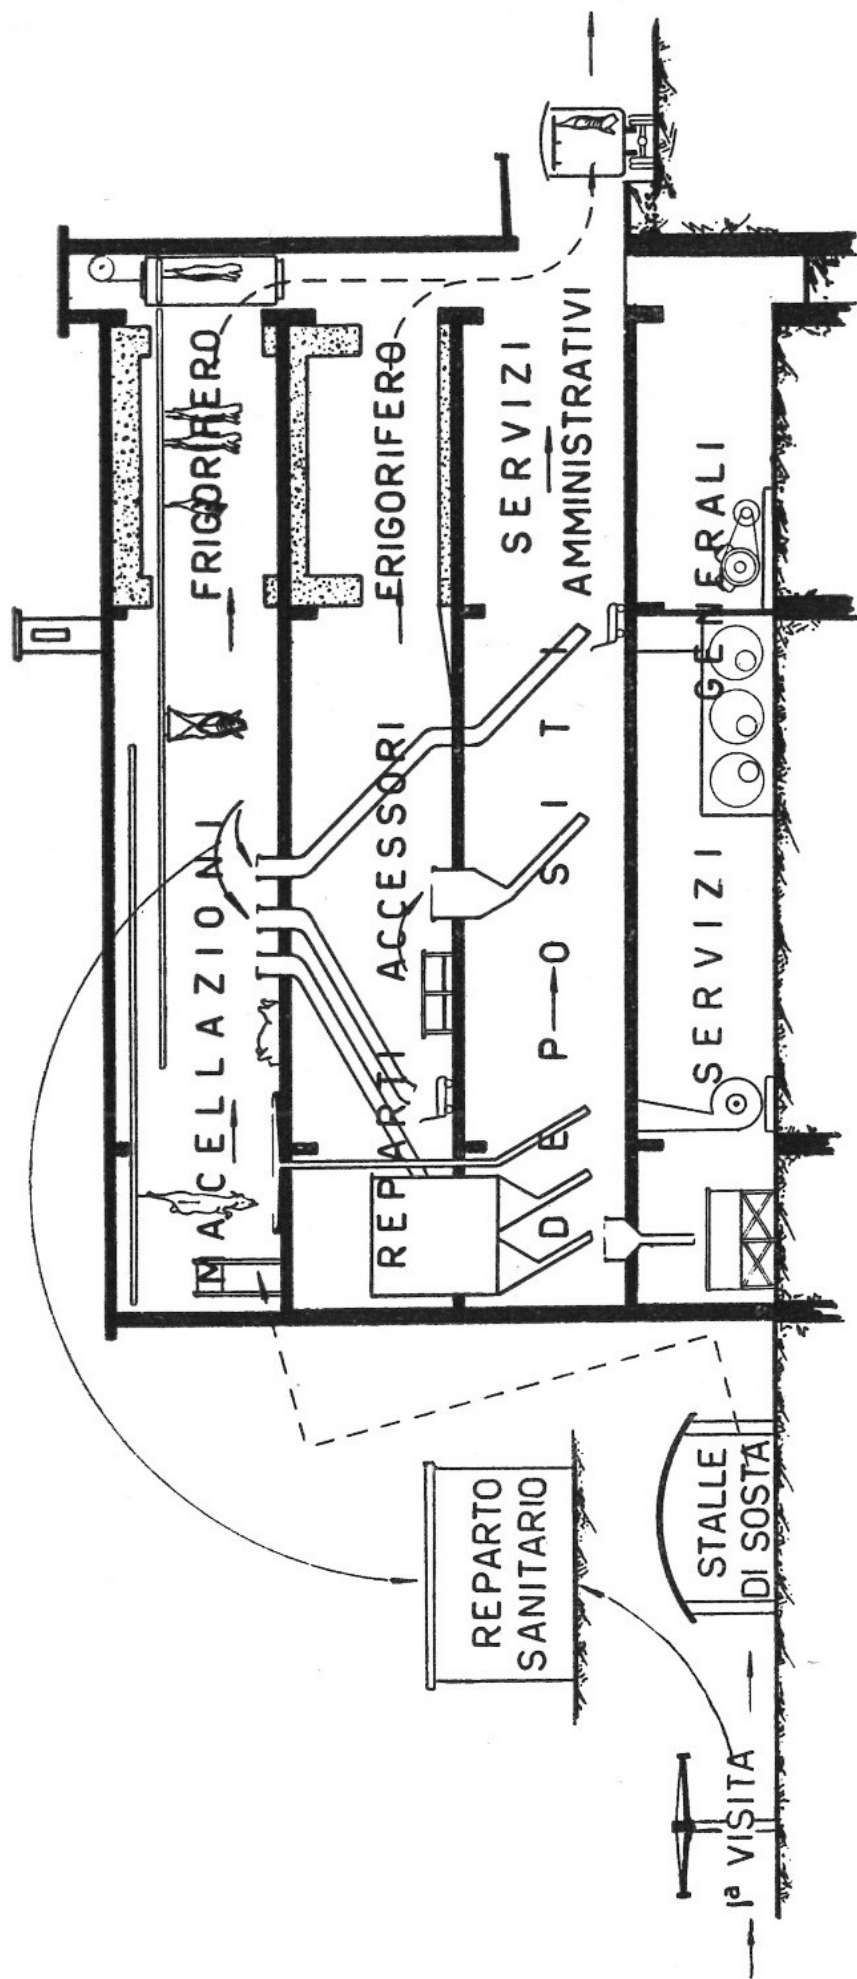 MACELLAZIONI
FRIGORIFERO
REPARTI ACCESSORI
FRIGORIFERO
DEPOSITI
SERVIZI
AMMINISTRATIVI
SERVIZI GENERALI
REPARTO
SANITARIO
STALLE
DI SOSTA
1ª VISITA